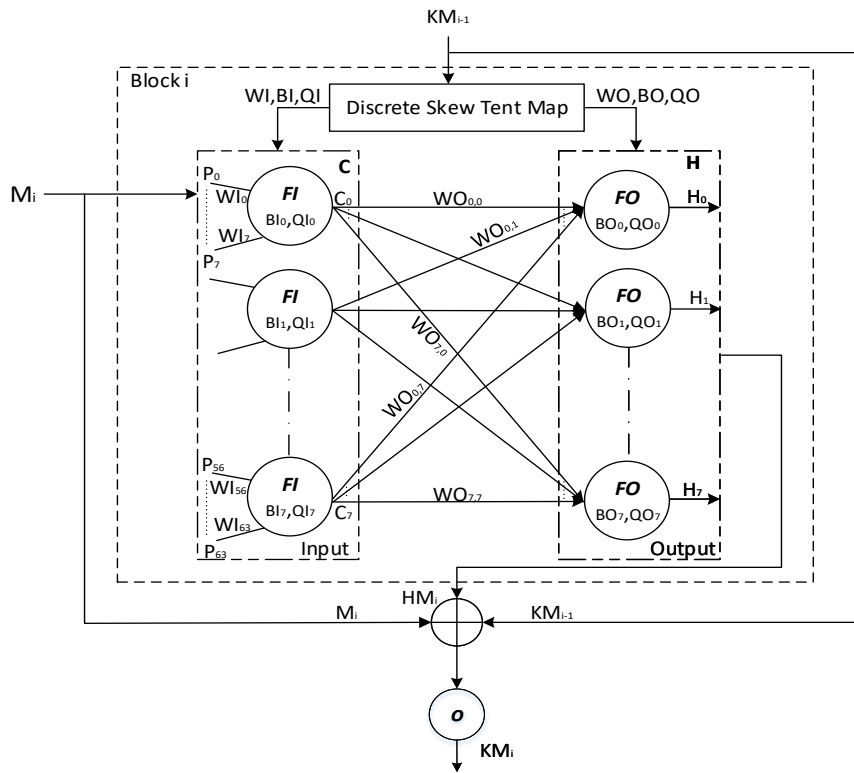 KMᵢ₋₁
Block i
WI,BI,QI
Discrete Skew Tent Map
WO,BO,QO
C
H
Mᵢ
P₀
WI₀
WI₇
P₇
FI
BI₀,QI₀
C₀
WO₀,₀
FO
BO₀,QO₀
H₀
WO₀,₁
FI
BI₁,QI₁
FO
BO₁,QO₁
H₁
WO₇,₀
WO₀,₇
P₅₆
WI₅₆
WI₆₃
P₆₃
FI
BI₇,QI₇
C₇
WO₇,₇
FO
BO₇,QO₇
H₇
Input
Output
HMᵢ
Mᵢ
KMᵢ₋₁
O
KMᵢ